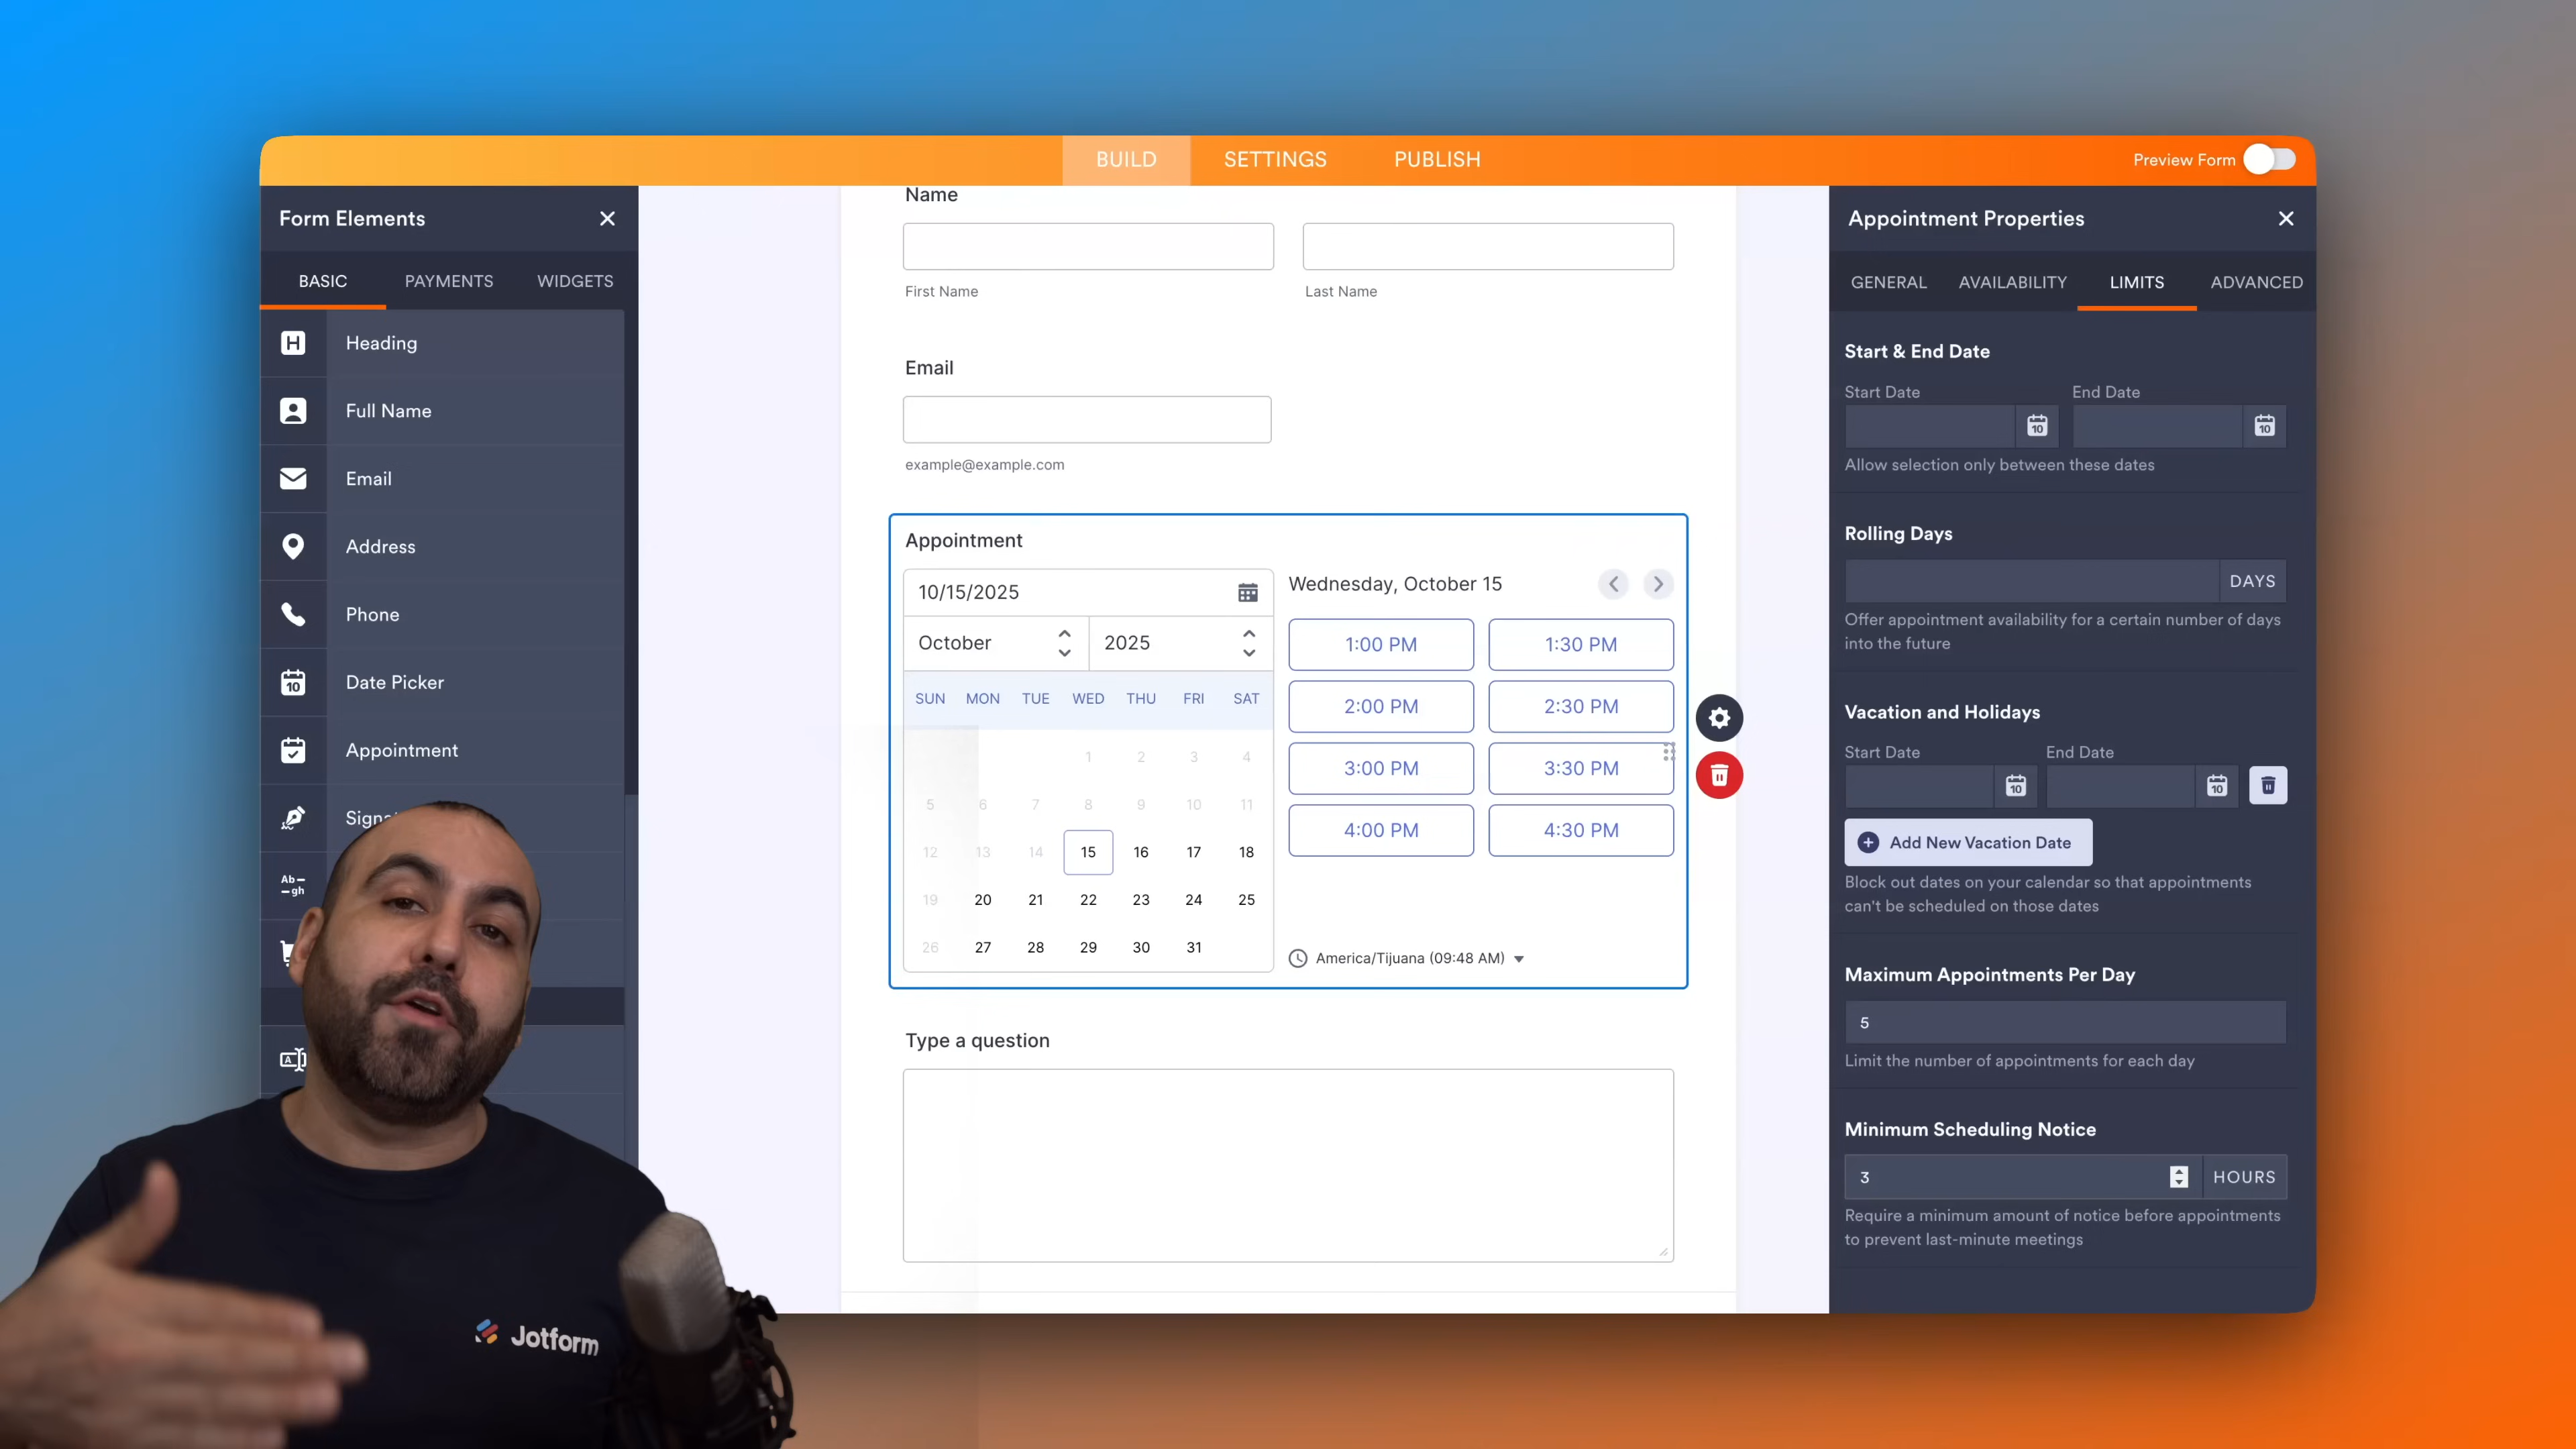 BUILD
SETTINGS
PUBLISH
Preview Form
Form Elements
BASIC
PAYMENTS
WIDGETS
H
Heading
Full Name
Email
Address
Phone
10
Date Picker
Appointment
Ab
gh
A
Jotform
Name
First Name
Last Name
Email
example@example.com
Appointment
10/15/2025
October
2025
SUN MON TUE WED THU FRI SAT
1 2 3 4
5 6 7 8 9 10 11
12 13 14 15 16 17 18
19 20 21 22 23 24 25
26 27 28 29 30 31
Wednesday, October 15
1:00 PM 1:30 PM
2:00 PM 2:30 PM
3:00 PM 3:30 PM
4:00 PM 4:30 PM
America/Tijuana (09:48 AM)
Type a question
Appointment Properties
GENERAL
AVAILABILITY
LIMITS
ADVANCED
Start & End Date
Start Date
End Date
10
10
Allow selection only between these dates
Rolling Days
DAYS
Offer appointment availability for a certain number of days
into the future
Vacation and Holidays
Start Date
End Date
10
10
Add New Vacation Date
Block out dates on your calendar so that appointments
can't be scheduled on those dates
Maximum Appointments Per Day
5
Limit the number of appointments for each day
Minimum Scheduling Notice
3
HOURS
Require a minimum amount of notice before appointments
to prevent last-minute meetings